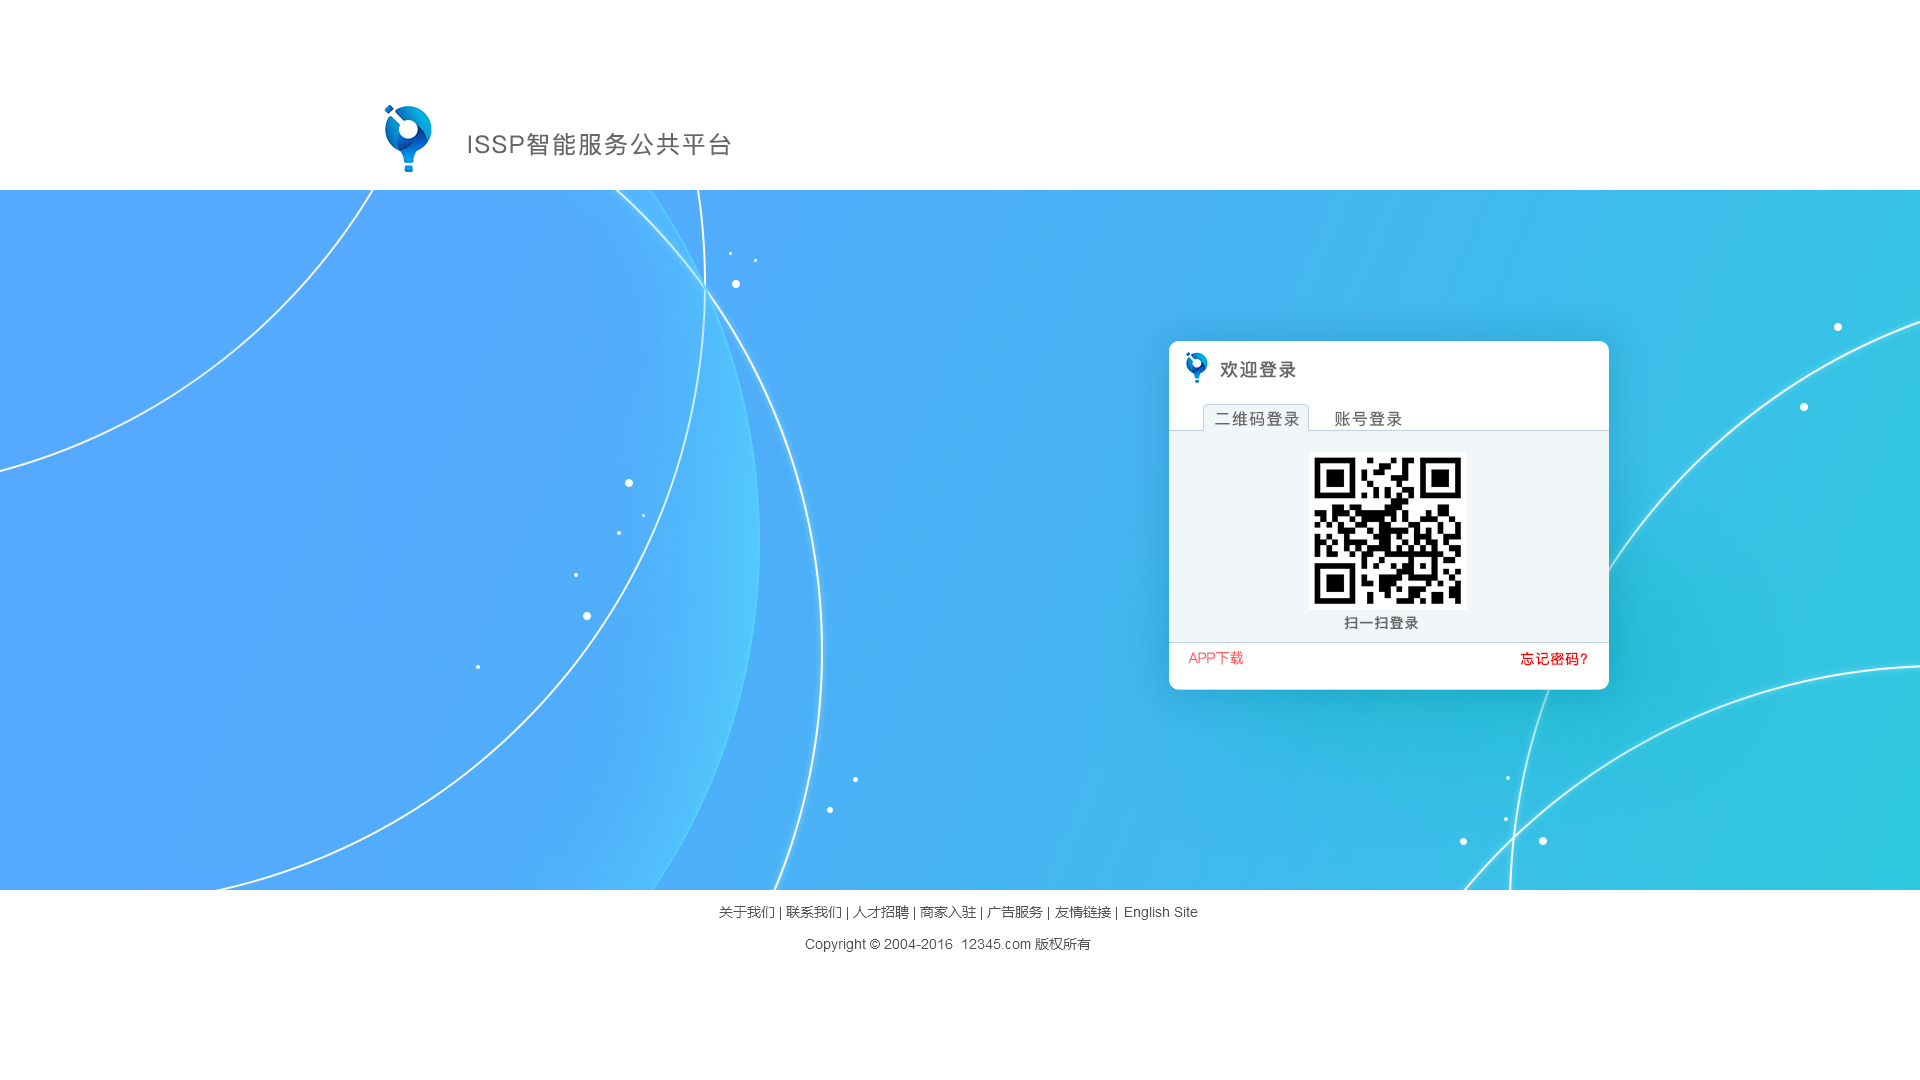 ISSP智能服务公共平台
欢迎登录
二维码登录 账号登录
扫一扫登录
APP下载 忘记密码?
关于我们 | 联系我们 | 人才招聘 | 商家入驻 | 广告服务 | 友情链接 | English Site
Copyright © 2004-2016 12345.com 版权所有